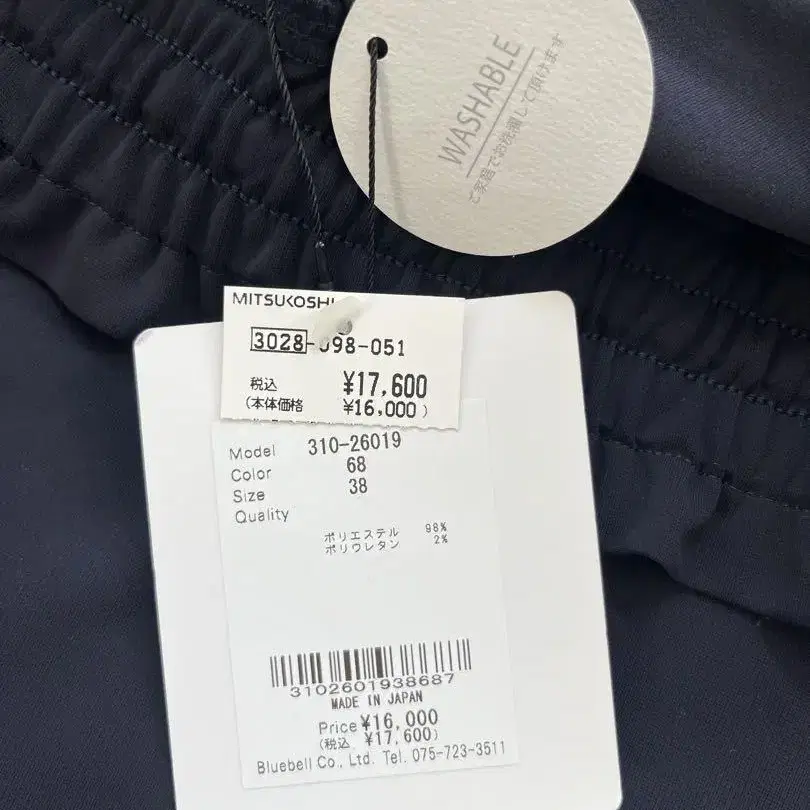 WASHABLE
ご家庭でお洗濯して頂けます
MITSUKOSHI
3028-098-051
税込 ¥17,600
(本体価格 ¥16,000)
Model 310-26019
Color 68
Size 38
Quality
ポリエステル 98%
ポリウレタン 2%
3102601938687
MADE IN JAPAN
Price ¥16,000
(税込 ¥17,600)
Bluebell Co., Ltd. Tel. 075-723-3511